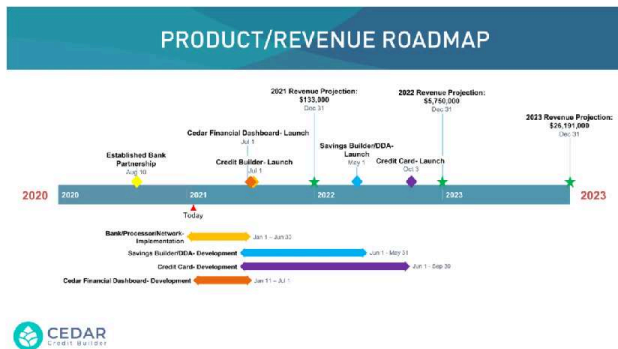 PRODUCT/REVENUE ROADMAP
2021 Revenue Projection:
$133,000
Dec 31
2022 Revenue Projection:
$5,750,000
Dec 31
2023 Revenue Projection:
$26,191,000
Dec 31
Cedar Financial Dashboard- Launch
Jul 1
Savings Builder/DDA-
Launch
May 1
Established Bank
Partnership
Aug 10
Credit Builder- Launch
Jul 1
Credit Card- Launch
Oct 3
2020
2020
2021
2022
2023
2023
Today
Bank/Processor/Network-
Implementation
Jan 1 - Jun 30
Savings Builder/DDA- Development
Jun 1 - May 31
Credit Card- Development
Jun 1 - Sep 30
Cedar Financial Dashboard- Development
Jan 11 - Jul 1
CEDAR
Credit Builder